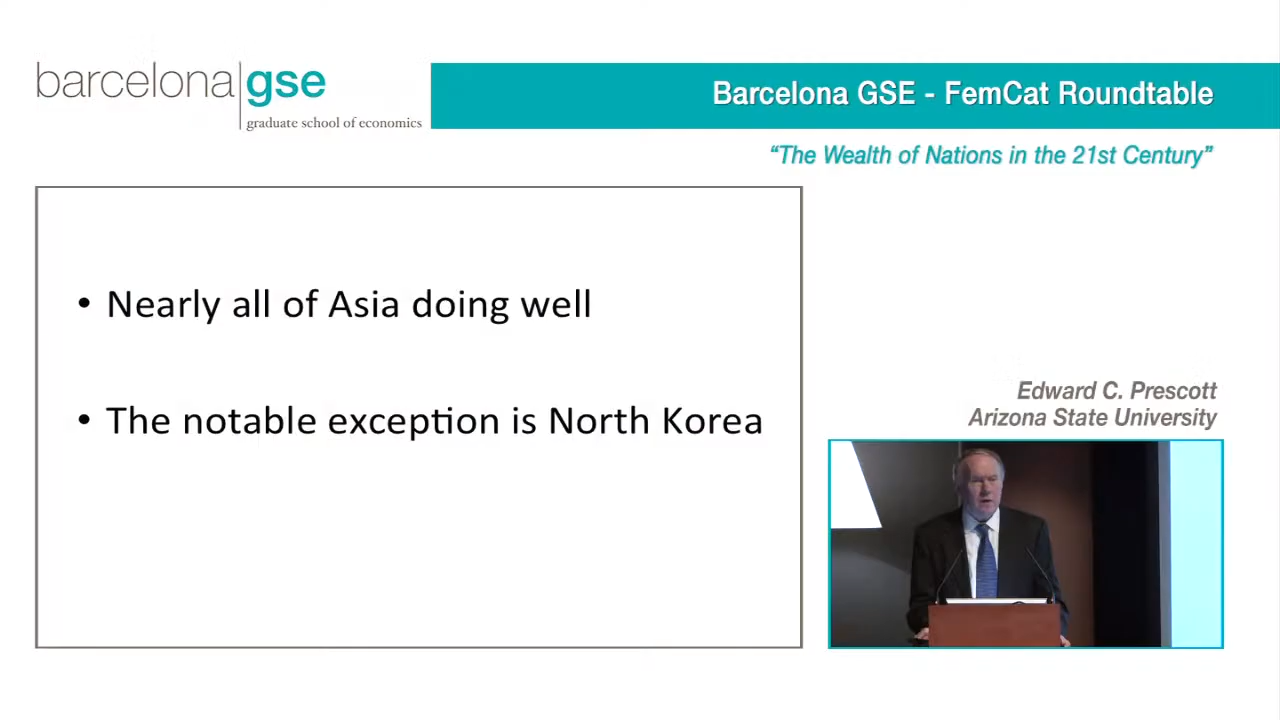 barcelona gse
graduate school of economics
Barcelona GSE - FemCat Roundtable
“The Wealth of Nations in the 21st Century”
• Nearly all of Asia doing well
• The notable exception is North Korea
Edward C. Prescott
Arizona State University